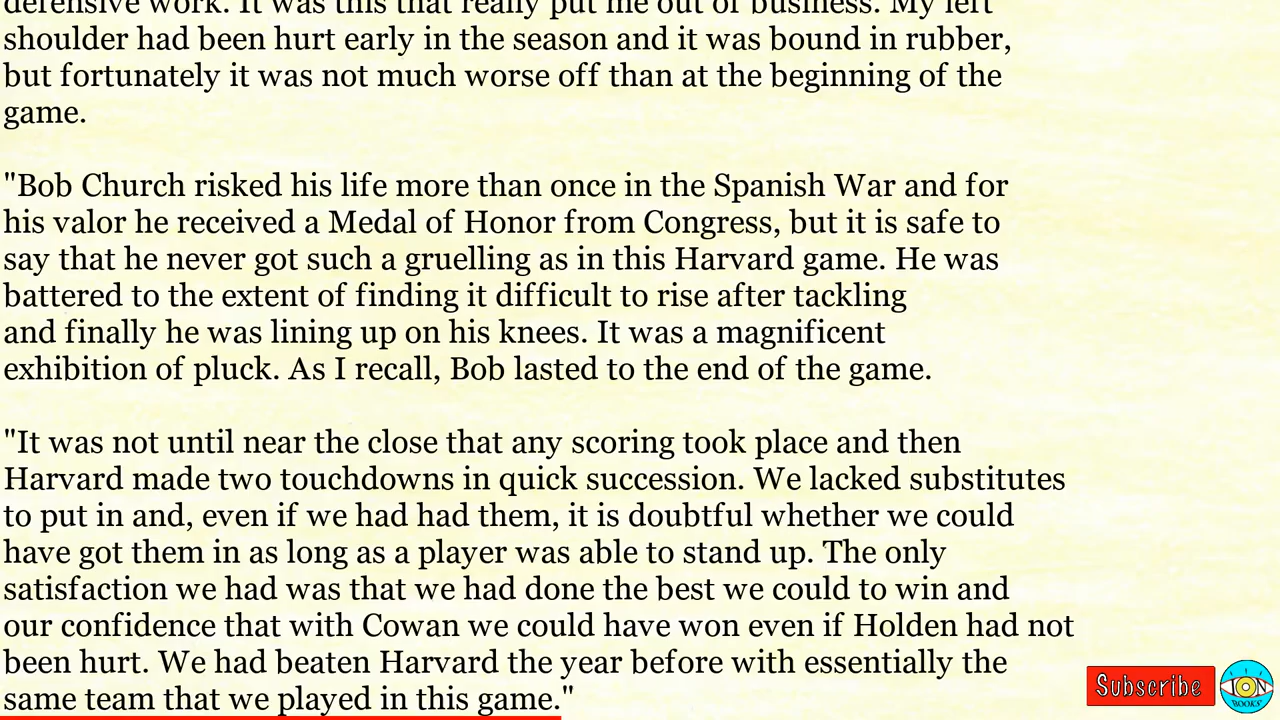 defensive work. It was this that really put me out of business. My left
shoulder had been hurt early in the season and it was bound in rubber,
but fortunately it was not much worse off than at the beginning of the
game.
"Bob Church risked his life more than once in the Spanish War and for
his valor he received a Medal of Honor from Congress, but it is safe to
say that he never got such a gruelling as in this Harvard game. He was
battered to the extent of finding it difficult to rise after tackling
and finally he was lining up on his knees. It was a magnificent
exhibition of pluck. As I recall, Bob lasted to the end of the game.
"It was not until near the close that any scoring took place and then
Harvard made two touchdowns in quick succession. We lacked substitutes
to put in and, even if we had had them, it is doubtful whether we could
have got them in as long as a player was able to stand up. The only
satisfaction we had was that we had done the best we could to win and
our confidence that with Cowan we could have won even if Holden had not
been hurt. We had beaten Harvard the year before with essentially the
same team that we played in this game."
Subscribe
ION
BOOKS